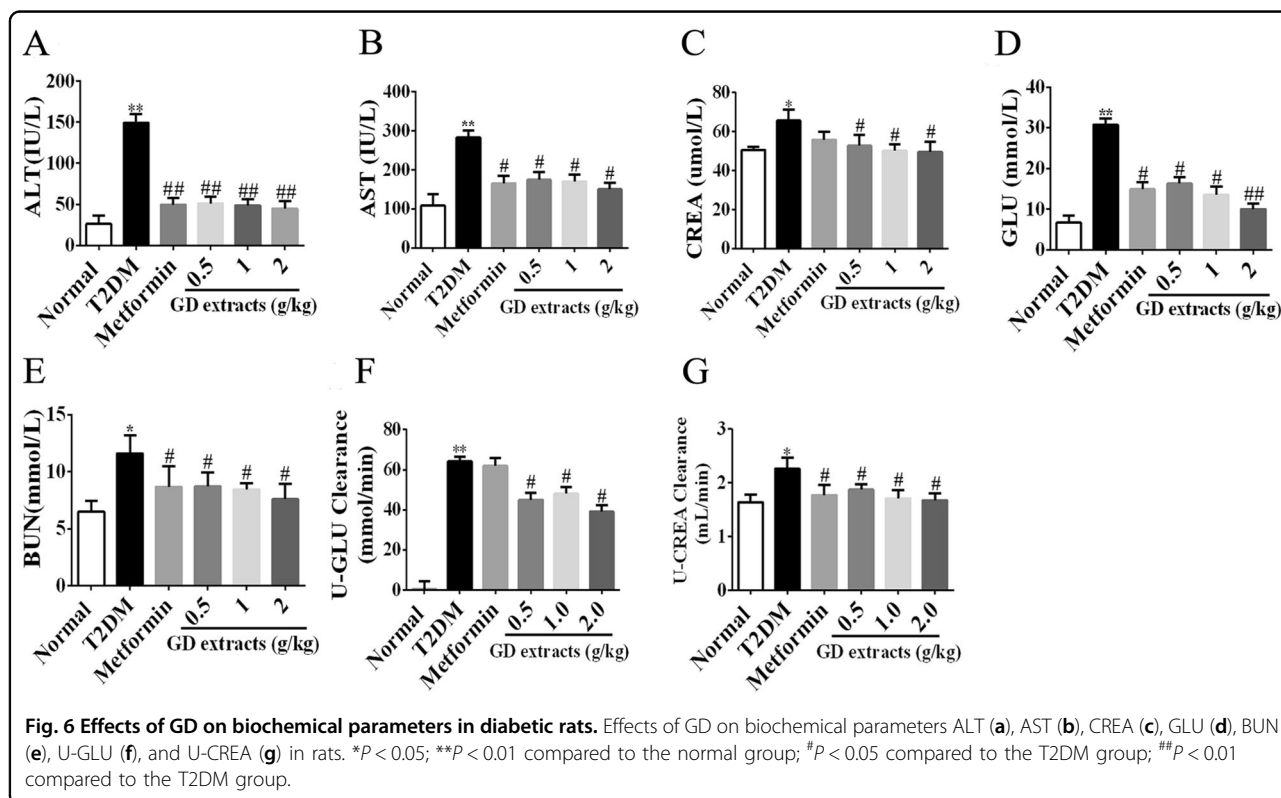 A
ALT(IU/L)
200
150
100
50
0
**
##
##
##
##
Normal
T2DM
Metformin
0.5
1
2
GD extracts (g/kg)
B
AST (IU/L)
400
300
200
100
0
**
#
#
#
#
Normal
T2DM
Metformin
0.5
1
2
GD extracts (g/kg)
C
CREA (umol/L)
80
60
40
20
0
*
#
#
#
Normal
T2DM
Metformin
0.5
1
2
GD extracts (g/kg)
D
GLU (mmol/L)
40
30
20
10
0
**
#
#
#
##
Normal
T2DM
Metformin
0.5
1
2
GD extracts (g/kg)
E
BUN(mmol/L)
15
10
5
0
*
#
#
#
#
Normal
T2DM
Metformin
0.5
1
2
GD extracts (g/kg)
F
U-GLU Clearance
(mmol/min)
80
60
40
20
0
**
#
#
#
Normal
T2DM
Metformin
0.5
1.0
2.0
GD extracts (g/kg)
G
U-CREA Clearance
(mL/min)
3
2
1
0
*
#
#
#
#
Normal
T2DM
Metformin
0.5
1.0
2.0
GD extracts (g/kg)
Fig. 6 Effects of GD on biochemical parameters in diabetic rats. Effects of GD on biochemical parameters ALT (a), AST (b), CREA (c), GLU (d), BUN
(e), U-GLU (f), and U-CREA (g) in rats. *P < 0.05; **P < 0.01 compared to the normal group; #P < 0.05 compared to the T2DM group; ##P < 0.01
compared to the T2DM group.